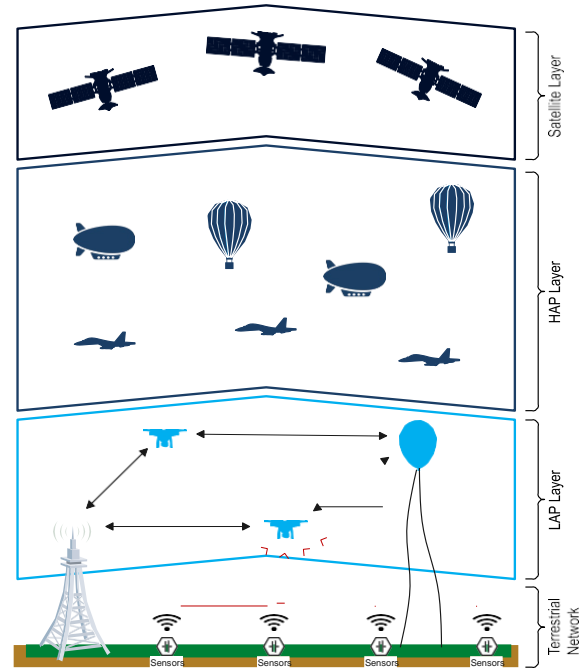 Satellite Layer
HAP Layer
LAP Layer
Terrestrial
Network
Sensors
Sensors
Sensors
Sensors